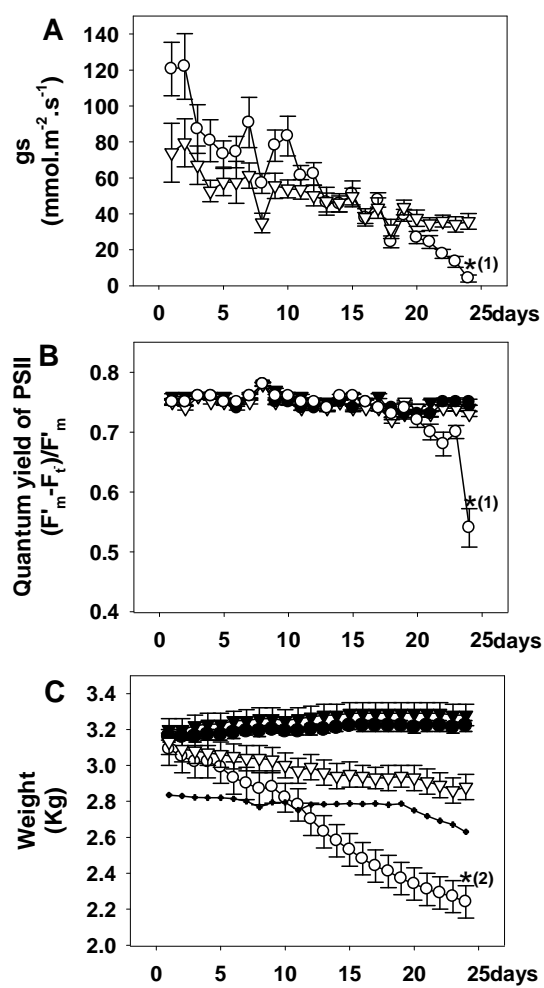 A
gs
(mmol.m⁻².s⁻¹)
140
120
100
80
60
40
20
0
*(1)
0 5 10 15 20 25days
B
Quantum yield of PSII
(F'm-Ft)/F'm
0.8
0.7
0.6
0.5
0.4
*(1)
0 5 10 15 20 25days
C
Weight
(Kg)
3.4
3.2
3.0
2.8
2.6
2.4
2.2
2.0
*(2)
0 5 10 15 20 25days